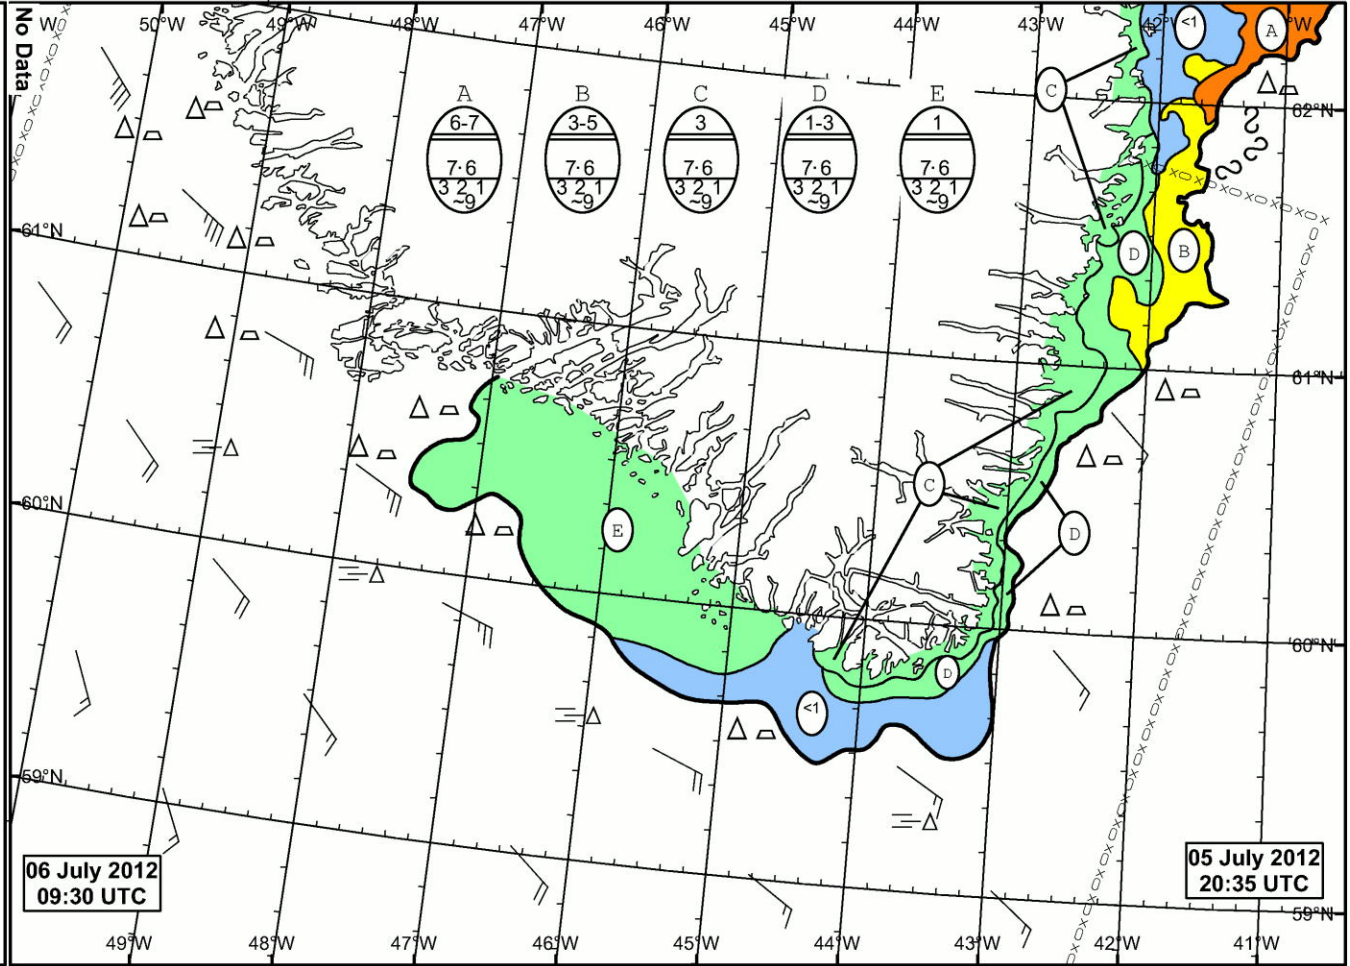 W 50°W 49°W 48°W 47°W 46°W 45°W 44°W 43°W 42°W °W
No Data
<1
A
C
62°N
A B C D E
6-7 3-5 3 1-3 1
7·6 7·6 7·6 7·6 7·6
3 2 1 3 2 1 3 2 1 3 2 1 3 2 1
~9 ~9 ~9 ~9 ~9
61°N
D B
61°N
60°N
C
E
D
60°N
D
<1
59°N
06 July 2012
09:30 UTC
05 July 2012
20:35 UTC
59°N
49°W 48°W 47°W 46°W 45°W 44°W 43°W 42°W 41°W